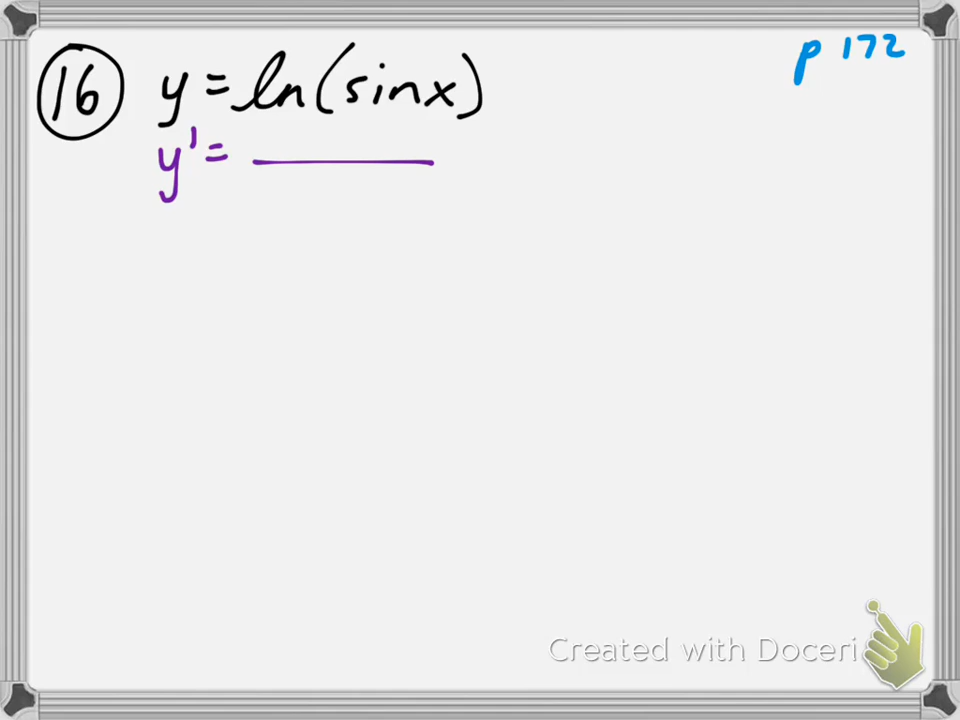 p 172
16 y = ln(sinx)
y' =
Created with Doceri